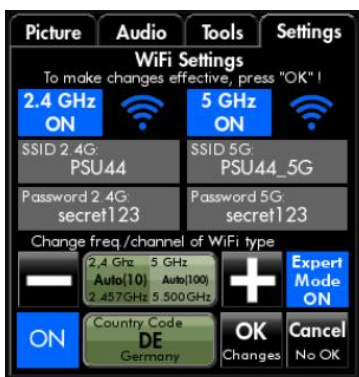 Picture Audio Tools Settings
WiFi Settings
To make changes effective, press "OK" !
2.4 GHz
ON
5 GHz
ON
SSID 2.4G:
PSU44
SSID 5G:
PSU44_5G
Password 2.4G:
secret123
Password 5G:
secret123
Change freq./channel of WiFi type
2,4 Ghz 5 GHz
Auto(10) Auto(100)
2.457GHz 5.500GHz
Expert
Mode
ON
ON
Country Code
DE
Germany
OK
Changes
Cancel
No OK